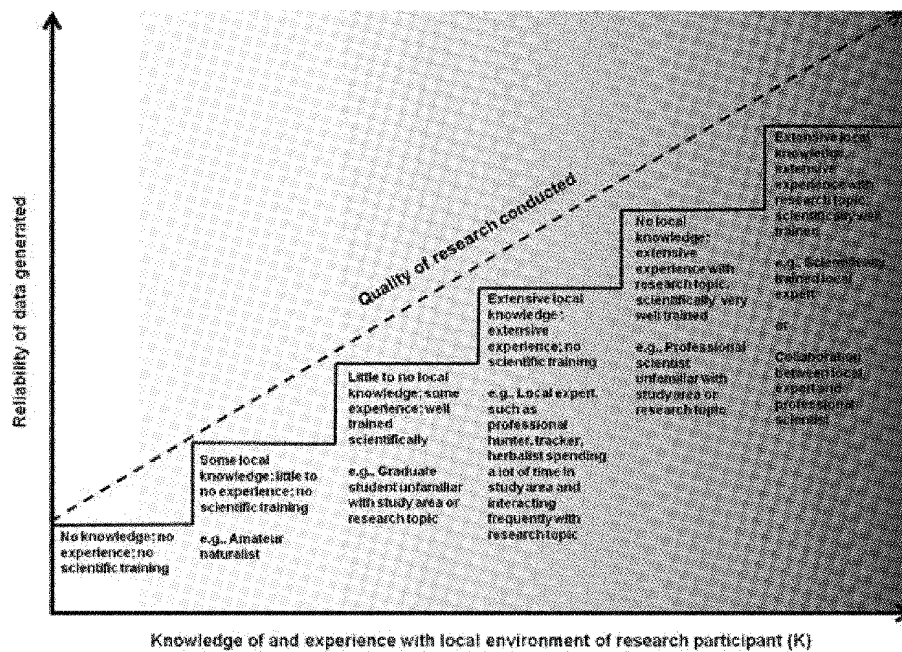 Reliability of data generated
Quality of research conducted
No knowledge; no
experience; no
scientific training
Some local
knowledge; little to
no experience; no
scientific training
e.g., Amateur
naturalist
Little to no local
knowledge; some
experience; well
trained
scientifically
e.g., Graduate
student unfamiliar
with study area or
research topic
Extensive local
knowledge;
extensive
experience; no
scientific training
e.g., Local expert,
such as
professional
hunter, tracker,
herbalist spending
a lot of time in
study area and
interacting
frequently with
research topic
No local
knowledge;
extensive
experience with
research topic,
scientifically very
well trained
e.g., Professional
scientist
unfamiliar with
study area or
research topic
Extensive local
knowledge,
extensive
experience with
research topic,
scientifically well
trained
e.g., Scientifically
trained local
expert
or
Collaboration
between local
expert and
professional
scientist
Knowledge of and experience with local environment of research participant (K)